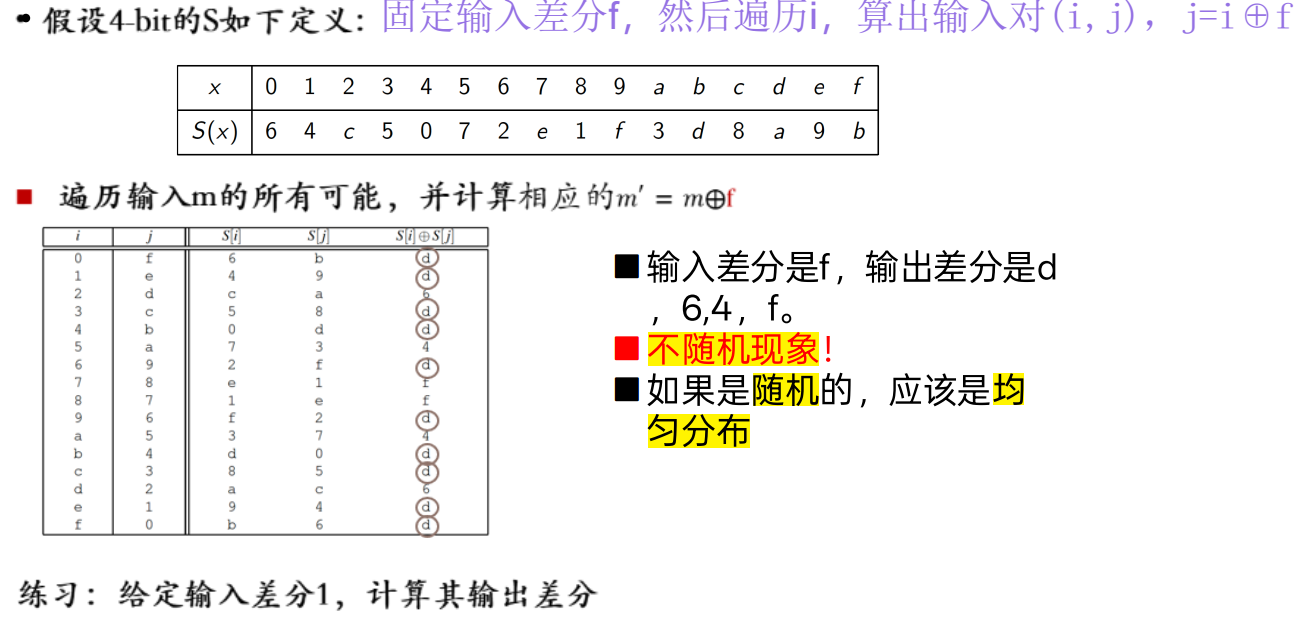 • 假设4-bit的S如下定义：固定输入差分f，然后遍历i，算出输入对(i,j)，j=i⊕f
x 0 1 2 3 4 5 6 7 8 9 a b c d e f
S(x) 6 4 c 5 0 7 2 e 1 f 3 d 8 a 9 b
■ 遍历输入m的所有可能，并计算相应的m′ = m⊕f
i j S[i] S[j] S[i]⊕S[j]
0 f 6 b d
1 e 4 9 d
2 d c a 6
3 c 5 8 d
4 b 0 d d
5 a 7 3 4
6 9 2 f d
7 8 e 1 f
8 7 1 e f
9 6 f 2 d
a 5 3 7 4
b 4 d 0 d
c 3 8 5 d
d 2 a c 6
e 1 9 4 d
f 0 b 6 d
■ 输入差分是f，输出差分是d
，6,4，f。
■ 不随机现象！
■ 如果是随机的，应该是均
匀分布
练习：给定输入差分1，计算其输出差分